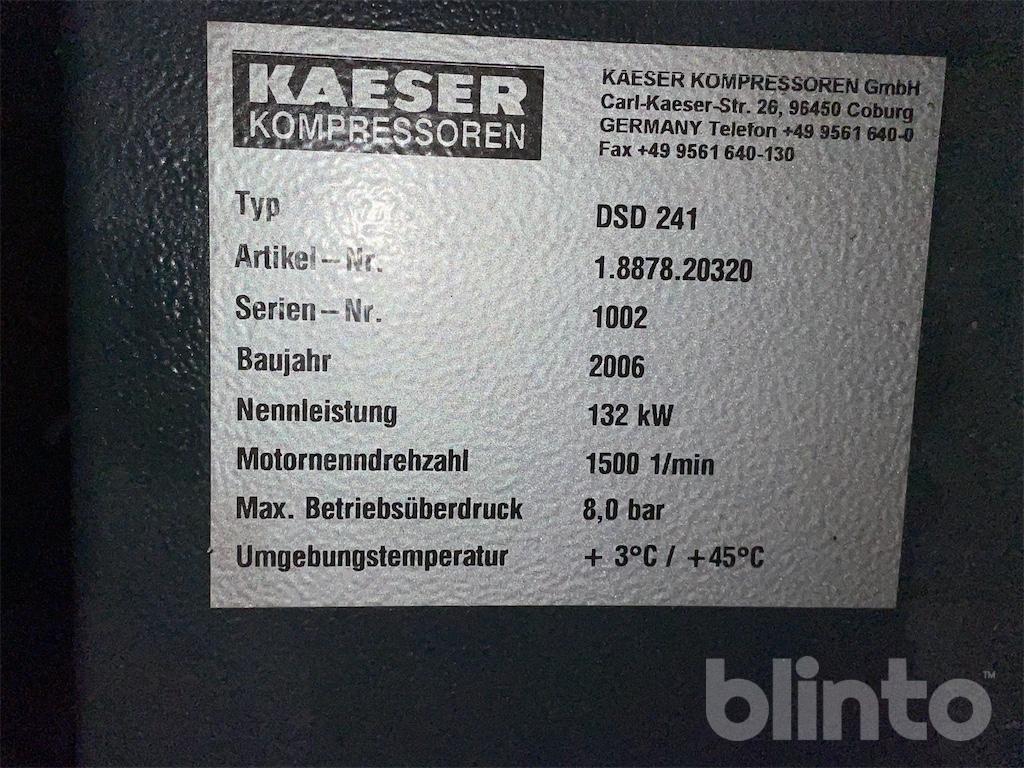 KAESER
KOMPRESSOREN
KAESER KOMPRESSOREN GmbH
Carl-Kaeser-Str. 26, 96450 Coburg
GERMANY Telefon +49 9561 640-0
Fax +49 9561 640-130
Typ DSD 241
Artikel-Nr. 1.8878.20320
Serien-Nr. 1002
Baujahr 2006
Nennleistung 132 kW
Motornenndrehzahl 1500 1/min
Max. Betriebsüberdruck 8,0 bar
Umgebungstemperatur + 3°C / +45°C
blinto™